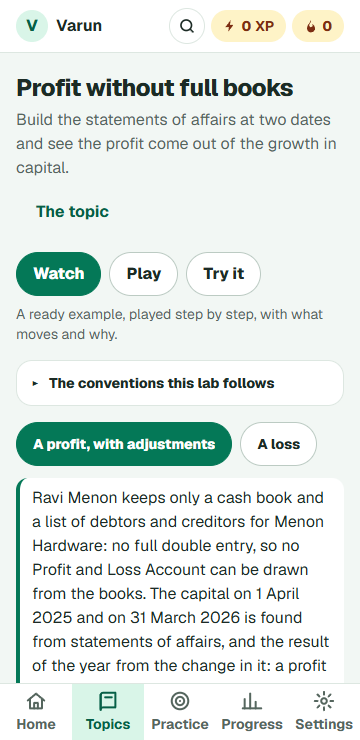 V Varun 0 XP 0
Profit without full books
Build the statements of affairs at two dates
and see the profit come out of the growth in
capital.
The topic
Watch Play Try it
A ready example, played step by step, with what
moves and why.
▸ The conventions this lab follows
A profit, with adjustments A loss
Ravi Menon keeps only a cash book and
a list of debtors and creditors for Menon
Hardware: no full double entry, so no
Profit and Loss Account can be drawn
from the books. The capital on 1 April
2025 and on 31 March 2026 is found
from statements of affairs, and the result
of the year from the change in it: a profit
Home Topics Practice Progress Settings